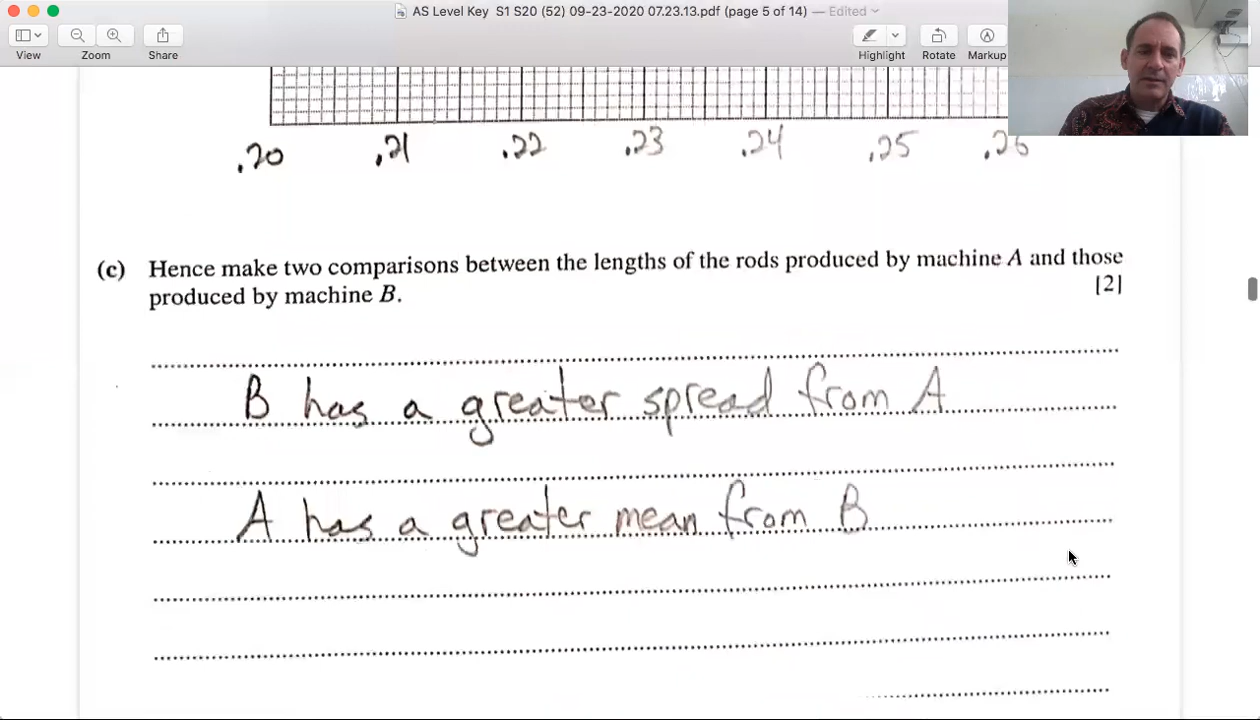 AS Level Key S1 S20 (52) 09-23-2020 07.23.13.pdf (page 5 of 14) — Edited
View Zoom Share Highlight Rotate Markup
.20 .21 .22 .23 .24 .25 .26
(c) Hence make two comparisons between the lengths of the rods produced by machine A and those
produced by machine B. [2]
B has a greater spread from A
A has a greater mean from B